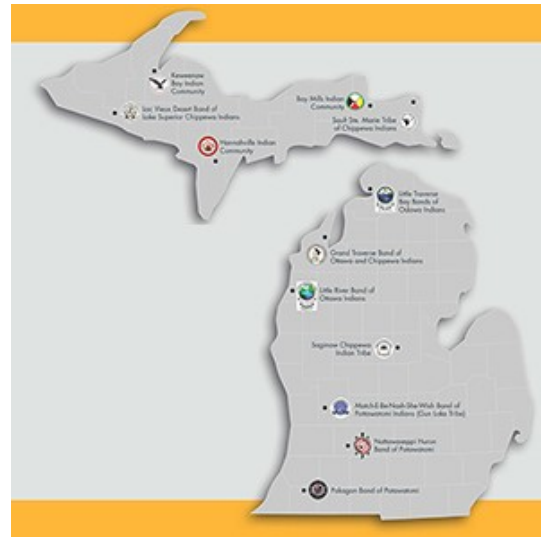 Keweenaw
Bay Indian
Community
Lac Vieux Desert Band of
Lake Superior Chippewa Indians
Bay Mills Indian
Community
Sault Ste. Marie Tribe
of Chippewa Indians
Hannahville Indian
Community
Little Traverse
Bay Bands of
Odawa Indians
Grand Traverse Band of
Ottawa and Chippewa Indians
Little River Band of
Ottawa Indians
Saginaw Chippewa
Indian Tribe
Match-E-Be-Nash-She-Wish Band of
Potawatomi Indians (Gun Lake Tribe)
Nottawaseppi Huron
Band of Potawatomi
Pokagon Band of Potawatomi